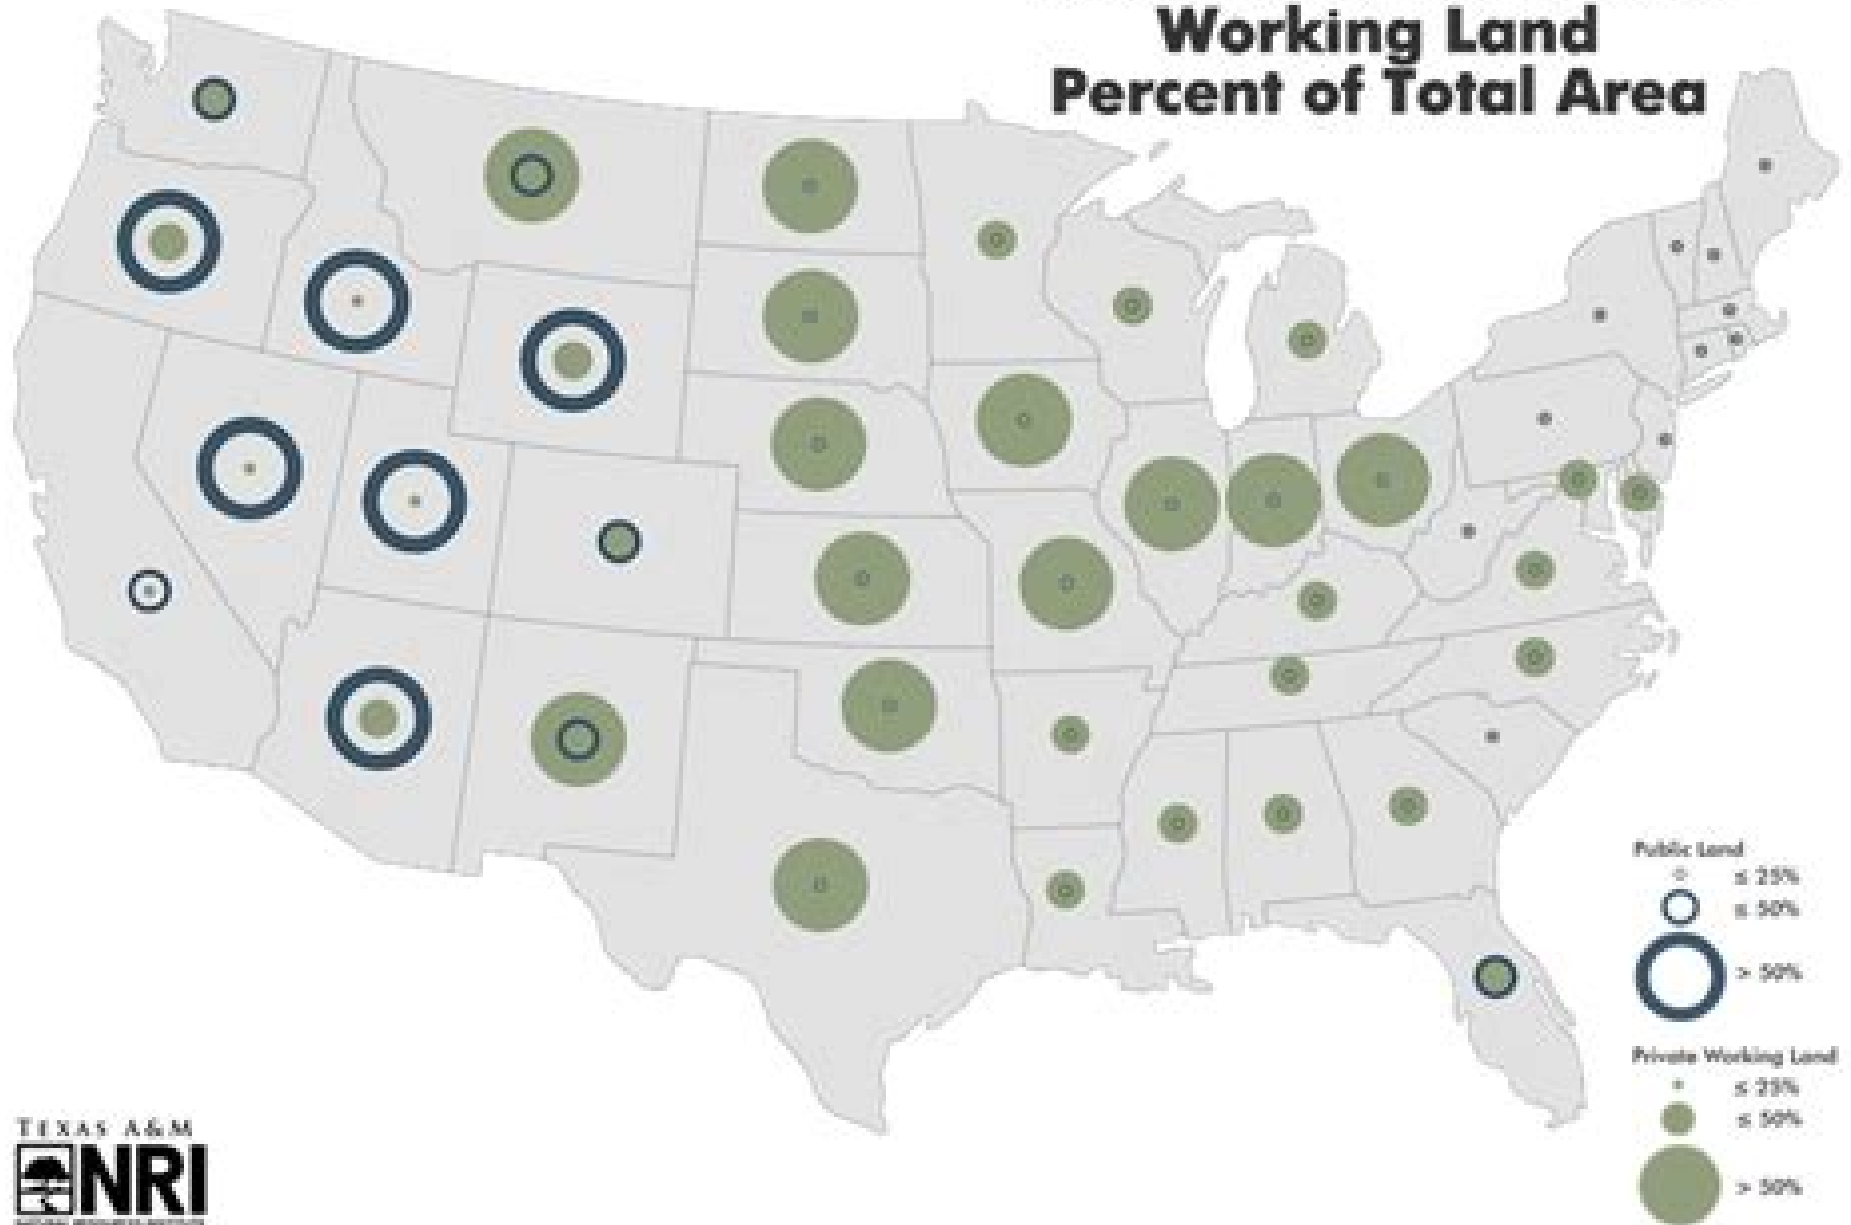 Working Land
Percent of Total Area
Public Land
≤ 25%
≤ 50%
> 50%
Private Working Land
≤ 25%
≤ 50%
> 50%
TEXAS A&M
NRI